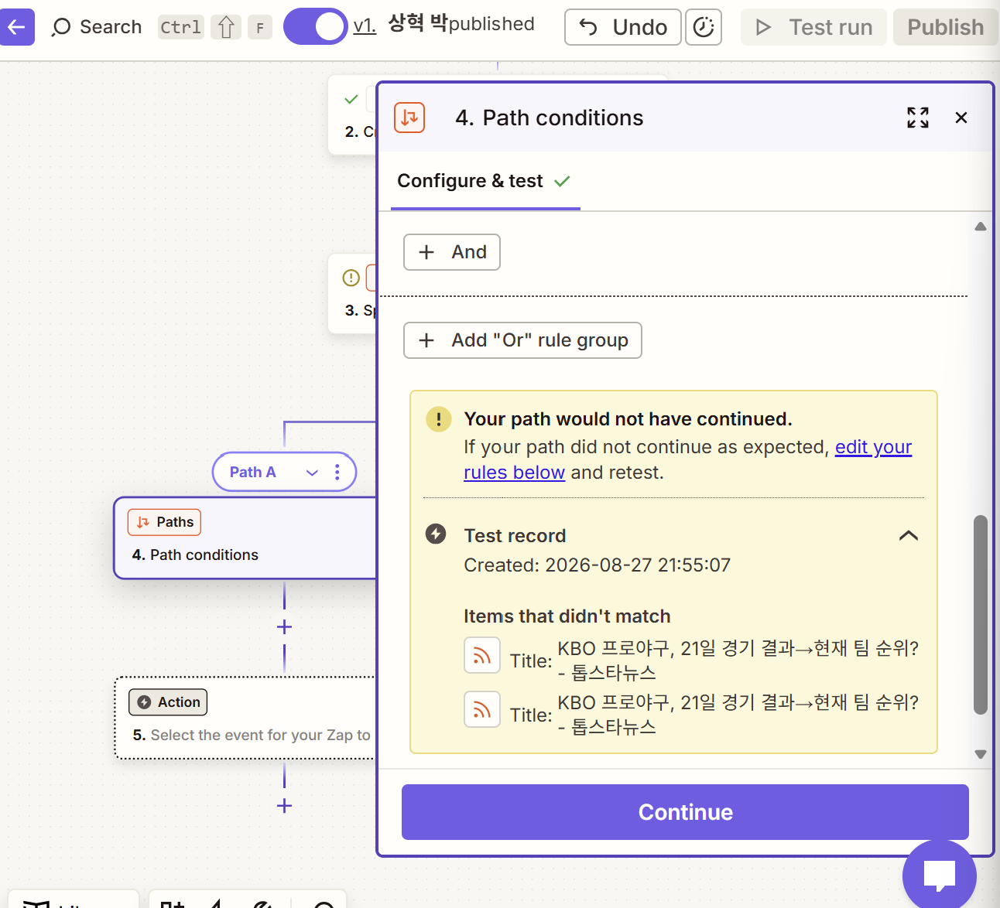 Search Ctrl F v1. 상혁 박published Undo Test run Publish
2. C
4. Path conditions
Configure & test
And
3. S
Add "Or" rule group
Your path would not have continued.
If your path did not continue as expected, edit your
rules below and retest.
Path A
Paths
4. Path conditions
Test record
Created: 2026-08-27 21:55:07
Items that didn't match
Title: KBO 프로야구, 21일 경기 결과→현재 팀 순위?
- 톱스타뉴스
Title: KBO 프로야구, 21일 경기 결과→현재 팀 순위?
- 톱스타뉴스
Action
5. Select the event for your Zap to
Continue